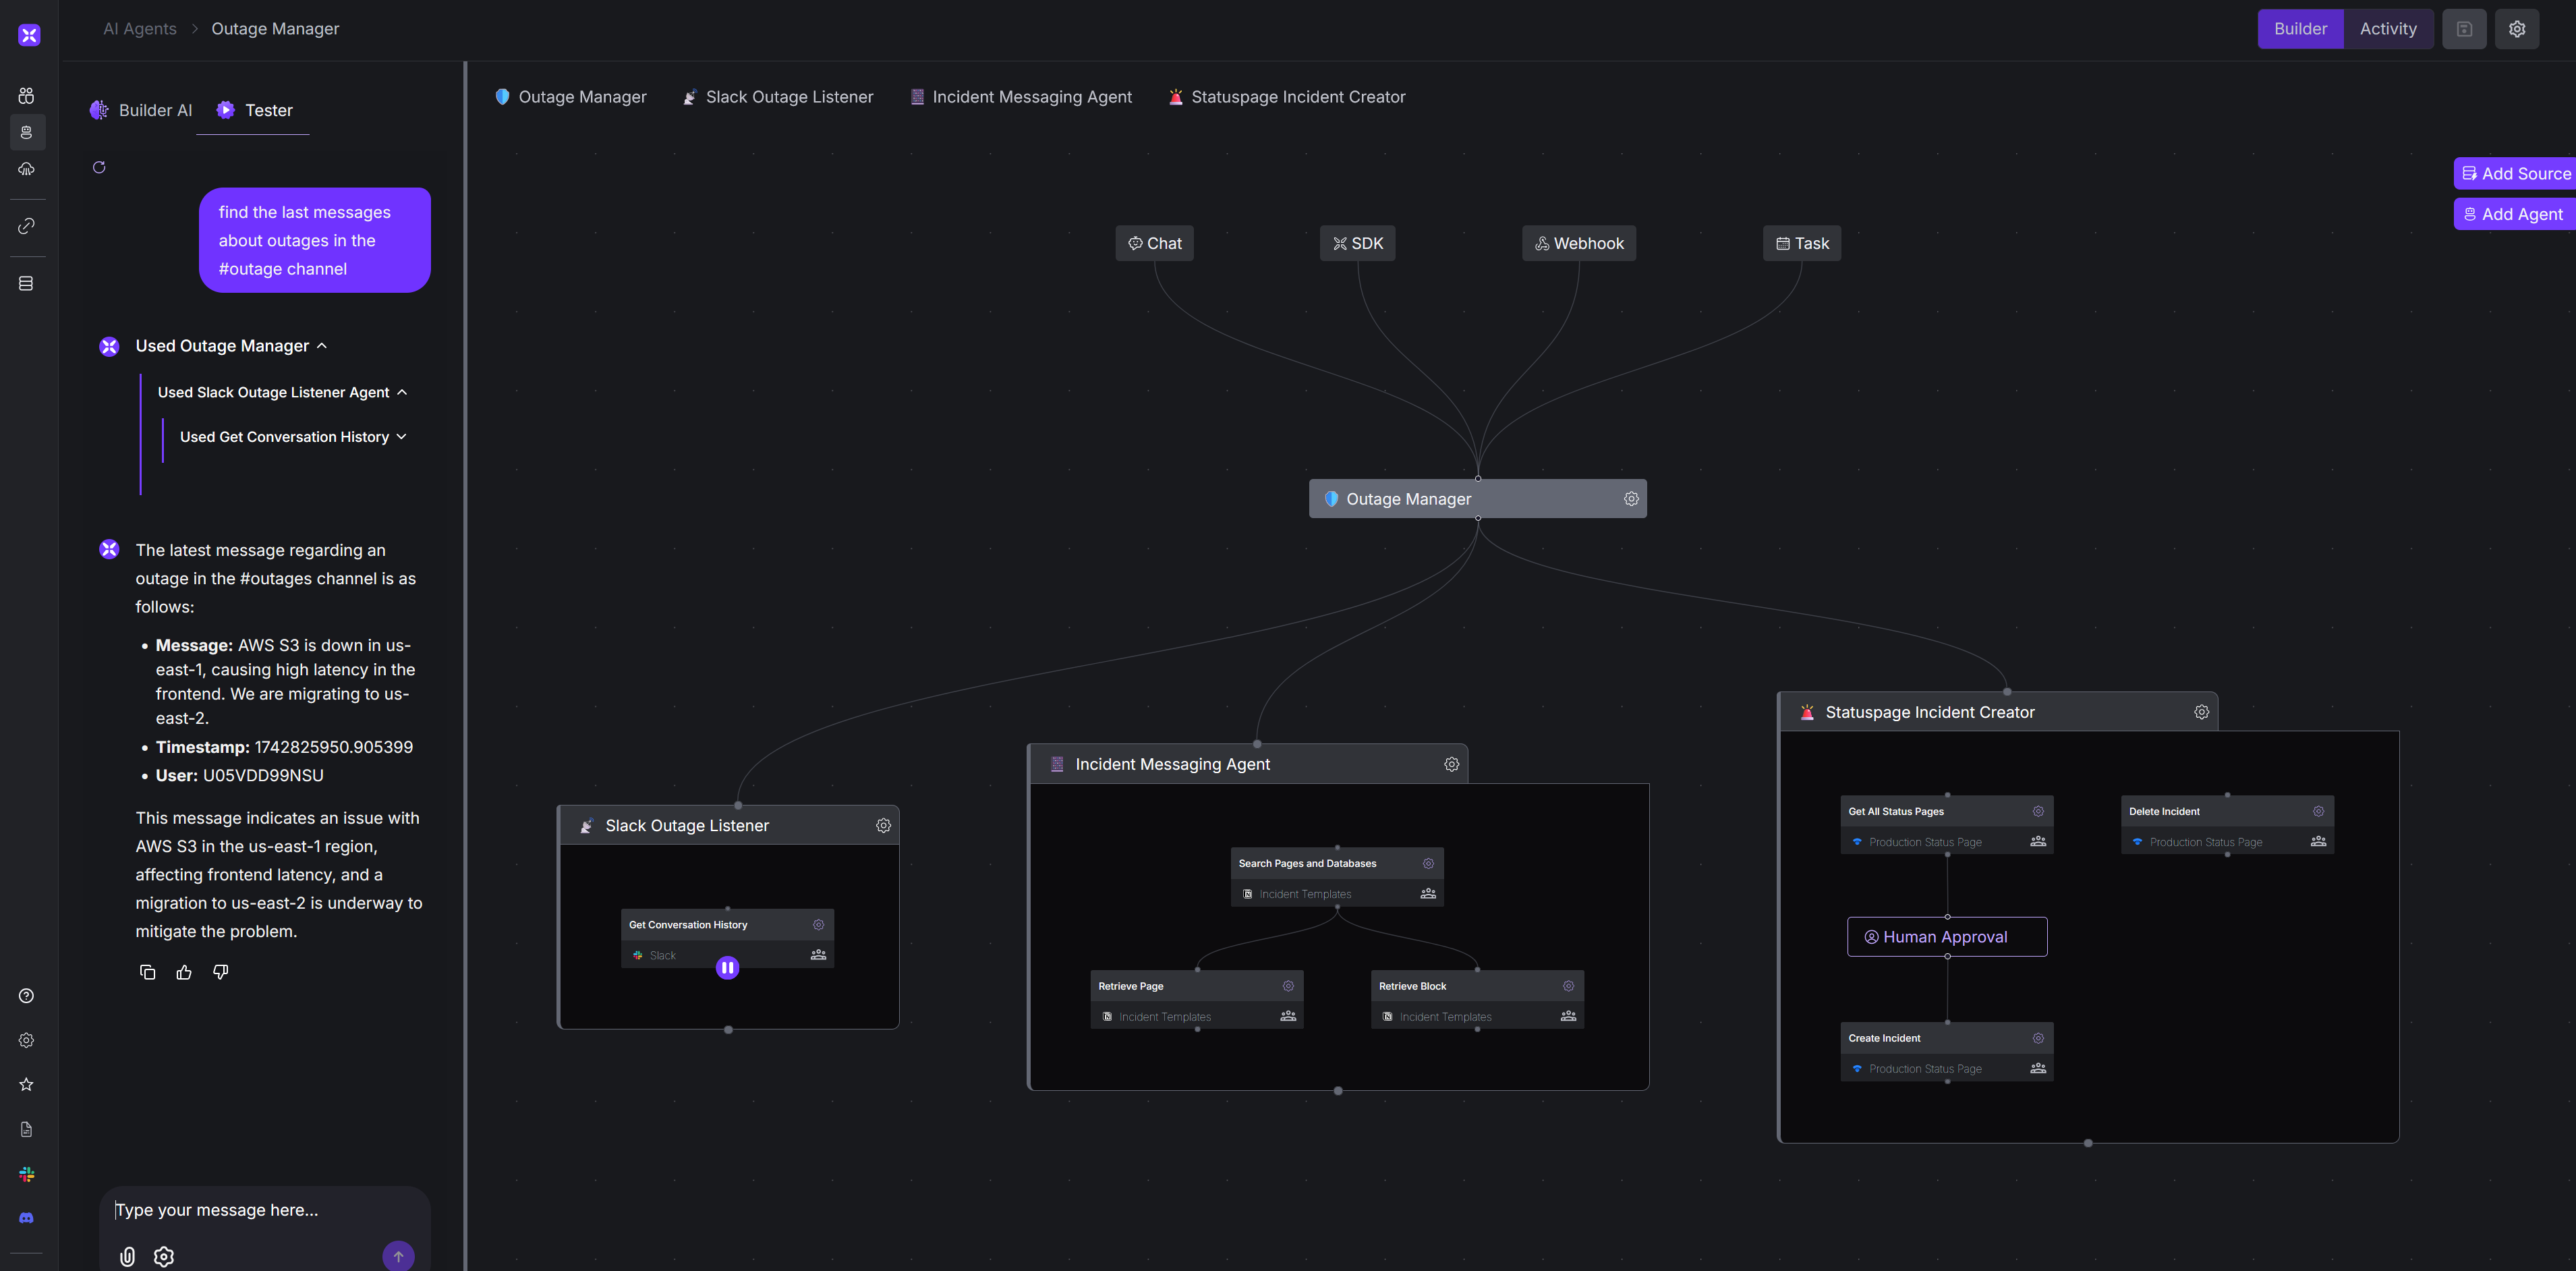 AI Agents > Outage Manager
Builder
Activity
Builder AI
Tester
find the last messages
about outages in the
#outage channel
Used Outage Manager
Used Slack Outage Listener Agent
Used Get Conversation History
The latest message regarding an
outage in the #outages channel is as
follows:
• Message: AWS S3 is down in us-
east-1, causing high latency in the
frontend. We are migrating to us-
east-2.
• Timestamp: 1742825950.905399
• User: U05VDD99NSU
This message indicates an issue with
AWS S3 in the us-east-1 region,
affecting frontend latency, and a
migration to us-east-2 is underway to
mitigate the problem.
Type your message here...
Outage Manager
Slack Outage Listener
Incident Messaging Agent
Statuspage Incident Creator
Add Source
Add Agent
Chat
SDK
Webhook
Task
Outage Manager
Slack Outage Listener
Get Conversation History
Slack
Incident Messaging Agent
Search Pages and Databases
Incident Templates
Retrieve Page
Incident Templates
Retrieve Block
Incident Templates
Statuspage Incident Creator
Get All Status Pages
Production Status Page
Delete Incident
Production Status Page
Human Approval
Create Incident
Production Status Page